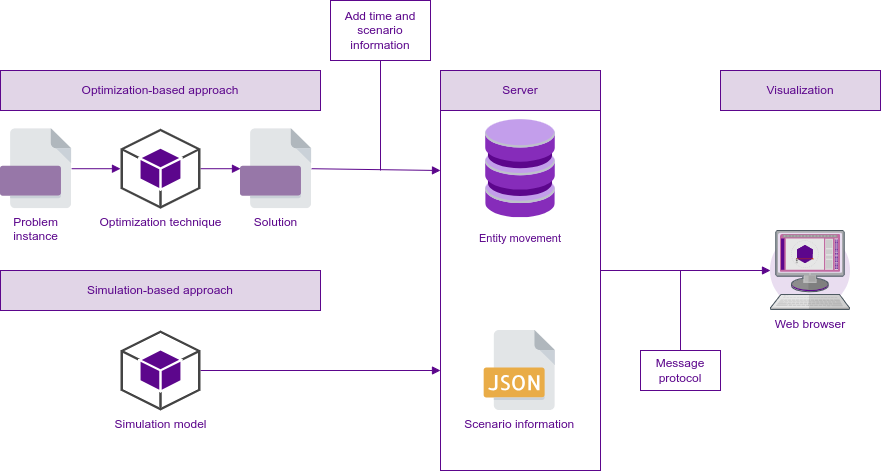 Add time and
scenario
information
Optimization-based approach
Server
Visualization
Problem
instance
Optimization technique
Solution
Entity movement
Simulation-based approach
Web browser
JSON
Message
protocol
Simulation model
Scenario information